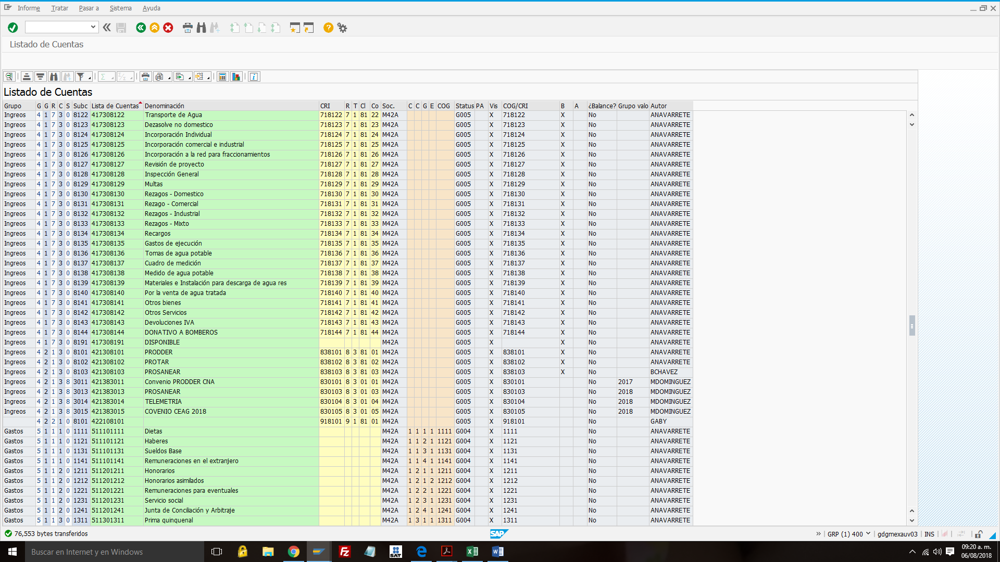 Informe Tratar Pasar a Sistema Ayuda
Listado de Cuentas
Listado de Cuentas
Grupo G G R C S Subc Lista de Cuentas Denominación CRI R T Cl Co Soc. C C G E COG Status PA Vis COG/CRI B A ¿Balance? Grupo valo Autor
Ingreos 4 1 7 3 0 8122 417308122 Transporte de Agua 718122 7 1 81 22 M42A G005 X 718122 X No ANAVARRETE
Ingreos 4 1 7 3 0 8123 417308123 Dezasolve no domestico 718123 7 1 81 23 M42A G005 X 718123 X No ANAVARRETE
Ingreos 4 1 7 3 0 8124 417308124 Incorporación Individual 718124 7 1 81 24 M42A G005 X 718124 X No ANAVARRETE
Ingreos 4 1 7 3 0 8125 417308125 Incorporación comercial e industrial 718125 7 1 81 25 M42A G005 X 718125 X No ANAVARRETE
Ingreos 4 1 7 3 0 8126 417308126 Incorporación a la red para fraccionamientos 718126 7 1 81 26 M42A G005 X 718126 X No ANAVARRETE
Ingreos 4 1 7 3 0 8127 417308127 Revisión de proyecto 718127 7 1 81 27 M42A G005 X 718127 X No ANAVARRETE
Ingreos 4 1 7 3 0 8128 417308128 Inspección General 718128 7 1 81 28 M42A G005 X 718128 X No ANAVARRETE
Ingreos 4 1 7 3 0 8129 417308129 Multas 718129 7 1 81 29 M42A G005 X 718129 X No ANAVARRETE
Ingreos 4 1 7 3 0 8130 417308130 Rezagos - Domestico 718130 7 1 81 30 M42A G005 X 718130 X No ANAVARRETE
Ingreos 4 1 7 3 0 8131 417308131 Rezago - Comercial 718131 7 1 81 31 M42A G005 X 718131 X No ANAVARRETE
Ingreos 4 1 7 3 0 8132 417308132 Rezagos - Industrial 718132 7 1 81 32 M42A G005 X 718132 X No ANAVARRETE
Ingreos 4 1 7 3 0 8133 417308133 Rezagos - Mixto 718133 7 1 81 33 M42A G005 X 718133 X No ANAVARRETE
Ingreos 4 1 7 3 0 8134 417308134 Recargos 718134 7 1 81 34 M42A G005 X 718134 X No ANAVARRETE
Ingreos 4 1 7 3 0 8135 417308135 Gastos de ejecución 718135 7 1 81 35 M42A G005 X 718135 X No ANAVARRETE
Ingreos 4 1 7 3 0 8136 417308136 Tomas de agua potable 718136 7 1 81 36 M42A G005 X 718136 X No ANAVARRETE
Ingreos 4 1 7 3 0 8137 417308137 Cuadro de medición 718137 7 1 81 37 M42A G005 X 718137 X No ANAVARRETE
Ingreos 4 1 7 3 0 8138 417308138 Medido de agua potable 718138 7 1 81 38 M42A G005 X 718138 X No ANAVARRETE
Ingreos 4 1 7 3 0 8139 417308139 Materiales e Instalación para descarga de agua res 718139 7 1 81 39 M42A G005 X 718139 X No ANAVARRETE
Ingreos 4 1 7 3 0 8140 417308140 Por la venta de agua tratada 718140 7 1 81 40 M42A G005 X 718140 X No ANAVARRETE
Ingreos 4 1 7 3 0 8141 417308141 Otros bienes 718141 7 1 81 41 M42A G005 X 718141 X No ANAVARRETE
Ingreos 4 1 7 3 0 8142 417308142 Otros Servicios 718142 7 1 81 42 M42A G005 X 718142 X No ANAVARRETE
Ingreos 4 1 7 3 0 8143 417308143 Devoluciones IVA 718143 7 1 81 43 M42A G005 X 718143 X No ANAVARRETE
Ingreos 4 1 7 3 0 8144 417308144 DONATIVO A BOMBEROS 718144 7 1 81 44 M42A G005 X 718144 X No ANAVARRETE
Ingreos 4 1 7 3 0 8191 417308191 DISPONIBLE M42A G005 X X No ANAVARRETE
Ingreos 4 2 1 3 0 8101 421308101 PRODDER 838101 8 3 81 01 M42A G005 X 838101 X No ANAVARRETE
Ingreos 4 2 1 3 0 8102 421308102 PROTAR 838102 8 3 81 02 M42A G005 X 838102 X No ANAVARRETE
Ingreos 4 2 1 3 0 8103 421308103 PROSANEAR 838103 8 3 81 03 M42A G005 X 838103 X No BCHAVEZ
Ingreos 4 2 1 3 8 3011 421383011 Convenio PRODDER CNA 830101 8 3 01 01 M42A G005 X 830101 No 2017 MDOMINGUEZ
Ingreos 4 2 1 3 8 3013 421383013 PROSANEAR 830103 8 3 01 03 M42A G005 X 830103 No 2018 MDOMINGUEZ
Ingreos 4 2 1 3 8 3014 421383014 TELEMETRIA 830104 8 3 01 04 M42A G005 X 830104 No 2018 MDOMINGUEZ
Ingreos 4 2 1 3 8 3015 421383015 COVENIO CEAG 2018 830105 8 3 01 05 M42A G005 X 830105 No 2018 MDOMINGUEZ
4 2 2 1 0 8101 422108101 918101 9 1 81 01 M42A G005 X 918101 No GABY
Gastos 5 1 1 1 0 1111 511101111 Dietas M42A 1 1 1 1 1111 G004 X 1111 No ANAVARRETE
Gastos 5 1 1 1 0 1121 511101121 Haberes M42A 1 1 2 1 1121 G004 X 1121 No ANAVARRETE
Gastos 5 1 1 1 0 1131 511101131 Sueldos Base M42A 1 1 3 1 1131 G004 X 1131 No ANAVARRETE
Gastos 5 1 1 1 0 1141 511101141 Remuneraciones en el extranjero M42A 1 1 4 1 1141 G004 X 1141 No ANAVARRETE
Gastos 5 1 1 2 0 1211 511201211 Honorarios M42A 1 2 1 1 1211 G004 X 1211 No ANAVARRETE
Gastos 5 1 1 2 0 1212 511201212 Honorarios asimilados M42A 1 2 1 2 1212 G004 X 1212 No ANAVARRETE
Gastos 5 1 1 2 0 1221 511201221 Remuneraciones para eventuales M42A 1 2 2 1 1221 G004 X 1221 No ANAVARRETE
Gastos 5 1 1 2 0 1231 511201231 Servicio social M42A 1 2 3 1 1231 G004 X 1231 No ANAVARRETE
Gastos 5 1 1 2 0 1241 511201241 Junta de Conciliación y Arbitraje M42A 1 2 4 1 1241 G004 X 1241 No ANAVARRETE
Gastos 5 1 1 3 0 1311 511301311 Prima quinquenal M42A 1 3 1 1 1311 G004 X 1311 No ANAVARRETE
76,553 bytes transferidos SAP » GRP (1) 400 gdgmexauv03 INS
Buscar en Internet y en Windows SAT 09:20 a. m.
06/08/2018